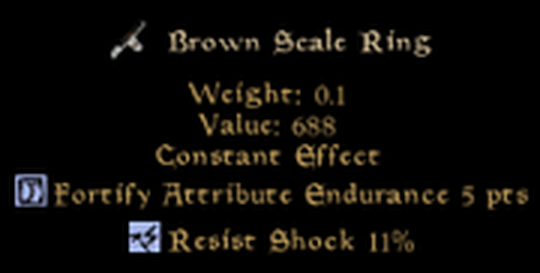 Brown Scale Ring
Weight: 0.1
Value: 688
Constant Effect
Fortify Attribute Endurance 5 pts
Resist Shock 11%